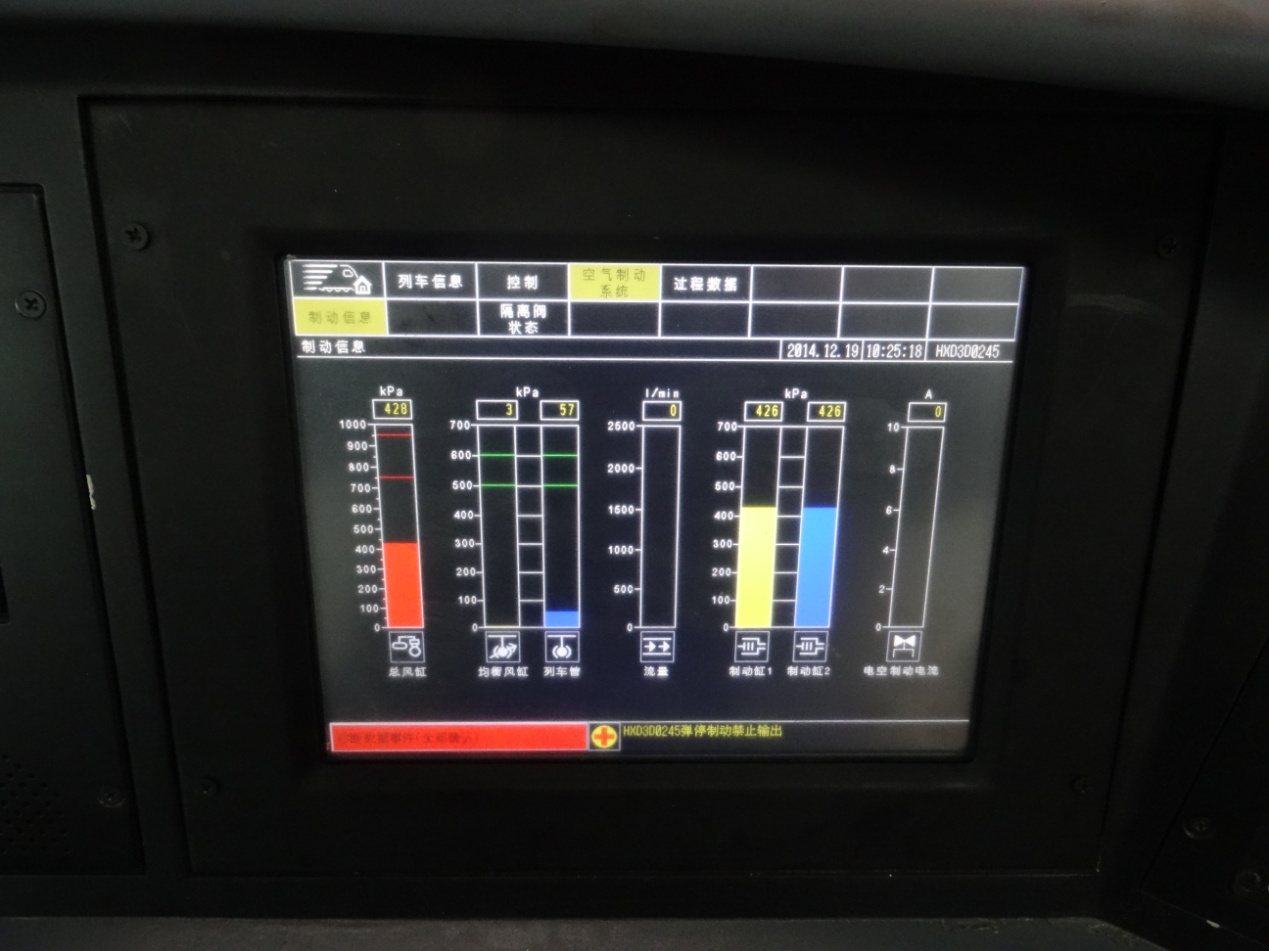 列车信息
控制
空气制动
系统
过程数据
制动信息
隔离阀
状态
制动信息
2014.12.19
10:25:18
HXD3D0245
kPa
428
1000
900
800
700
600
500
400
300
200
100
0
总风缸
kPa
3
57
700
600
500
400
300
200
100
0
均衡风缸
列车管
l/min
0
2500
2000
1500
1000
500
0
流量
kPa
426
426
700
600
500
400
300
200
100
0
制动缸1
制动缸2
A
0
10
8
6
4
2
0
电空制动电流
事件(全部确认)
HXD3D0245弹停制动禁止输出